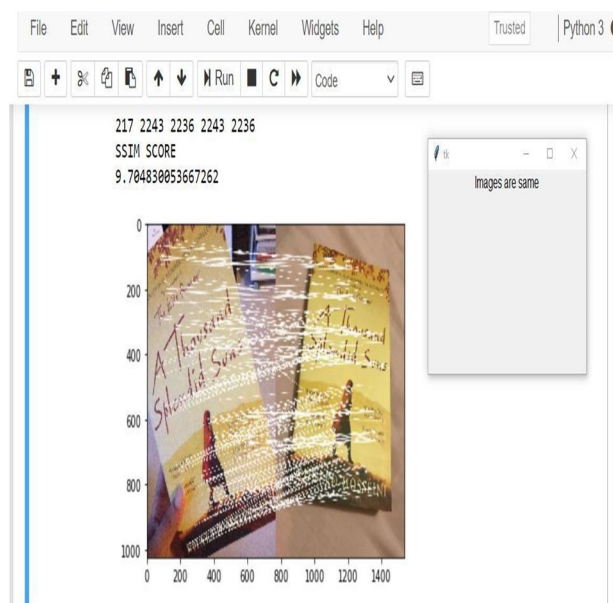 File Edit View Insert Cell Kernel Widgets Help Trusted Python 3
Run Code
217 2243 2236 2243 2236
SSIM SCORE
9.704830053667262
tk
Images are same
0
200
400
600
800
1000
0 200 400 600 800 1000 1200 1400
A Thousand
Splendid Suns
A Thousand
Splendid Suns